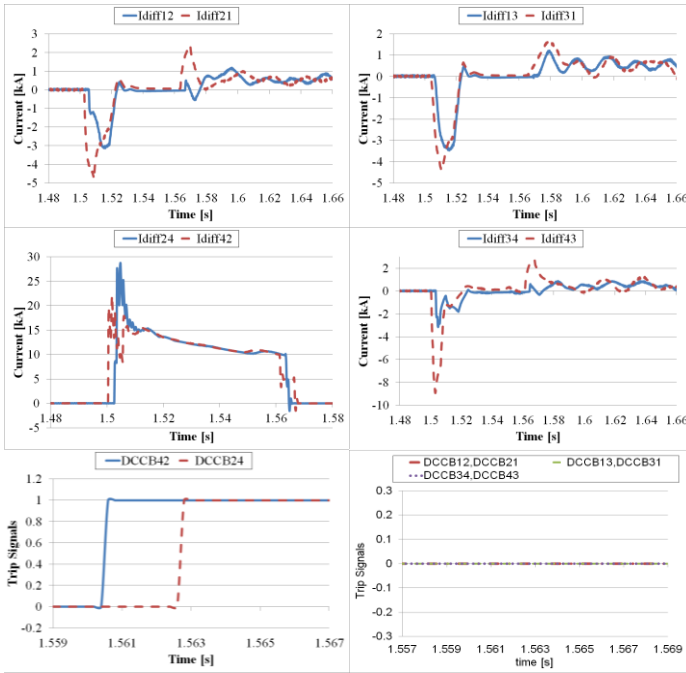 Idiff12 Idiff21
3
2
1
0
-1
-2
-3
-4
-5
Current [kA]
1.48 1.5 1.52 1.54 1.56 1.58 1.6 1.62 1.64 1.66
Time [s]
Idiff13 Idiff31
3
2
1
0
-1
-2
-3
-4
-5
Current [kA]
1.48 1.5 1.52 1.54 1.56 1.58 1.6 1.62 1.64 1.66
Time [s]
Idiff24 Idiff42
30
25
20
15
10
5
0
-5
Current [kA]
1.48 1.5 1.52 1.54 1.56 1.58
Time [s]
Idiff34 Idiff43
2
0
-2
-4
-6
-8
-10
Current [kA]
1.48 1.5 1.52 1.54 1.56 1.58 1.6 1.62 1.64 1.66
Time [s]
DCCB42 DCCB24
1.2
1
0.8
0.6
0.4
0.2
0
-0.2
Trip Signals
1.559 1.561 1.563 1.565 1.567
Time [s]
DCCB12,DCCB21 DCCB13,DCCB31
DCCB34,DCCB43
0.3
0.2
0.1
0
-0.1
-0.2
-0.3
Trip Signals
1.557 1.559 1.561 1.563 1.565 1.567 1.569
time [s]